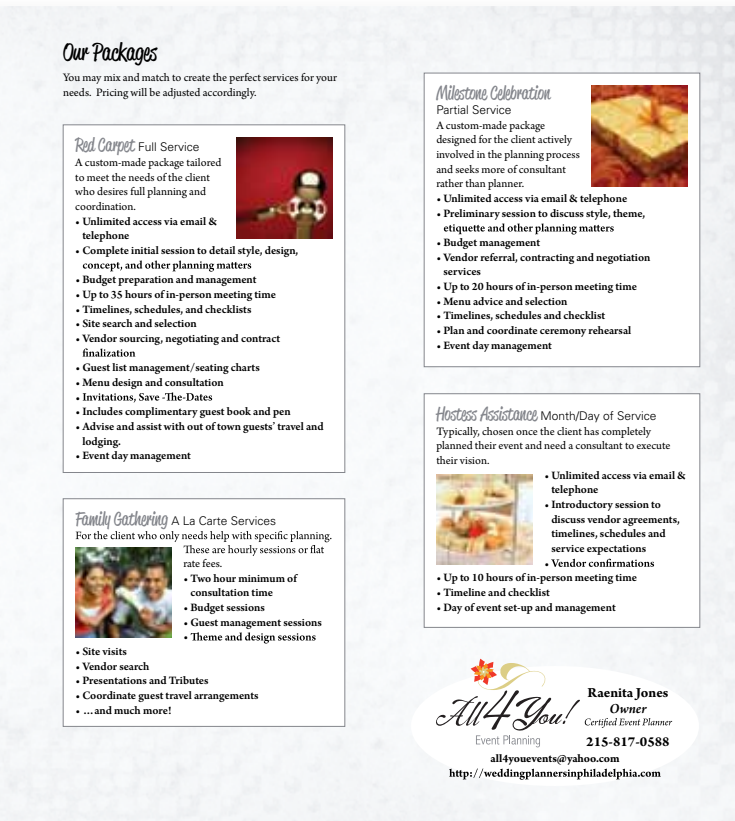 Our Packages
You may mix and match to create the perfect services for your
needs.  Pricing will be adjusted accordingly.
Red Carpet Full Service
A custom-made package tailored
to meet the needs of the client
who desires full planning and
coordination.
• Unlimited access via email &
telephone
• Complete initial session to detail style, design,
concept, and other planning matters
• Budget preparation and management
• Up to 35 hours of in-person meeting time
• Timelines, schedules, and checklists
• Site search and selection
• Vendor sourcing, negotiating and contract
finalization
• Guest list management/seating charts
• Menu design and consultation
• Invitations, Save -The-Dates
• Includes complimentary guest book and pen
• Advise and assist with out of town guests’ travel and
lodging.
• Event day management
Family Gathering A La Carte Services
For the client who only needs help with specific planning.
These are hourly sessions or flat
rate fees.
• Two hour minimum of
consultation time
• Budget sessions
• Guest management sessions
• Theme and design sessions
• Site visits
• Vendor search
• Presentations and Tributes
• Coordinate guest travel arrangements
• …and much more!
Milestone Celebration
Partial Service
A custom-made package
designed for the client actively
involved in the planning process
and seeks more of consultant
rather than planner.
• Unlimited access via email & telephone
• Preliminary session to discuss style, theme,
etiquette and other planning matters
• Budget management
• Vendor referral, contracting and negotiation
services
• Up to 20 hours of in-person meeting time
• Menu advice and selection
• Timelines, schedules and checklist
• Plan and coordinate ceremony rehearsal
• Event day management
Hostess Assistance Month/Day of Service
Typically, chosen once the client has completely
planned their event and need a consultant to execute
their vision.
• Unlimited access via email &
telephone
• Introductory session to
discuss vendor agreements,
timelines, schedules and
service expectations
• Vendor confirmations
• Up to 10 hours of in-person meeting time
• Timeline and checklist
• Day of event set-up and management
All 4 You!
Event Planning
Raenita Jones
Owner
Certified Event Planner
215-817-0588
all4youevents@yahoo.com
http://weddingplannersinphiladelphia.com